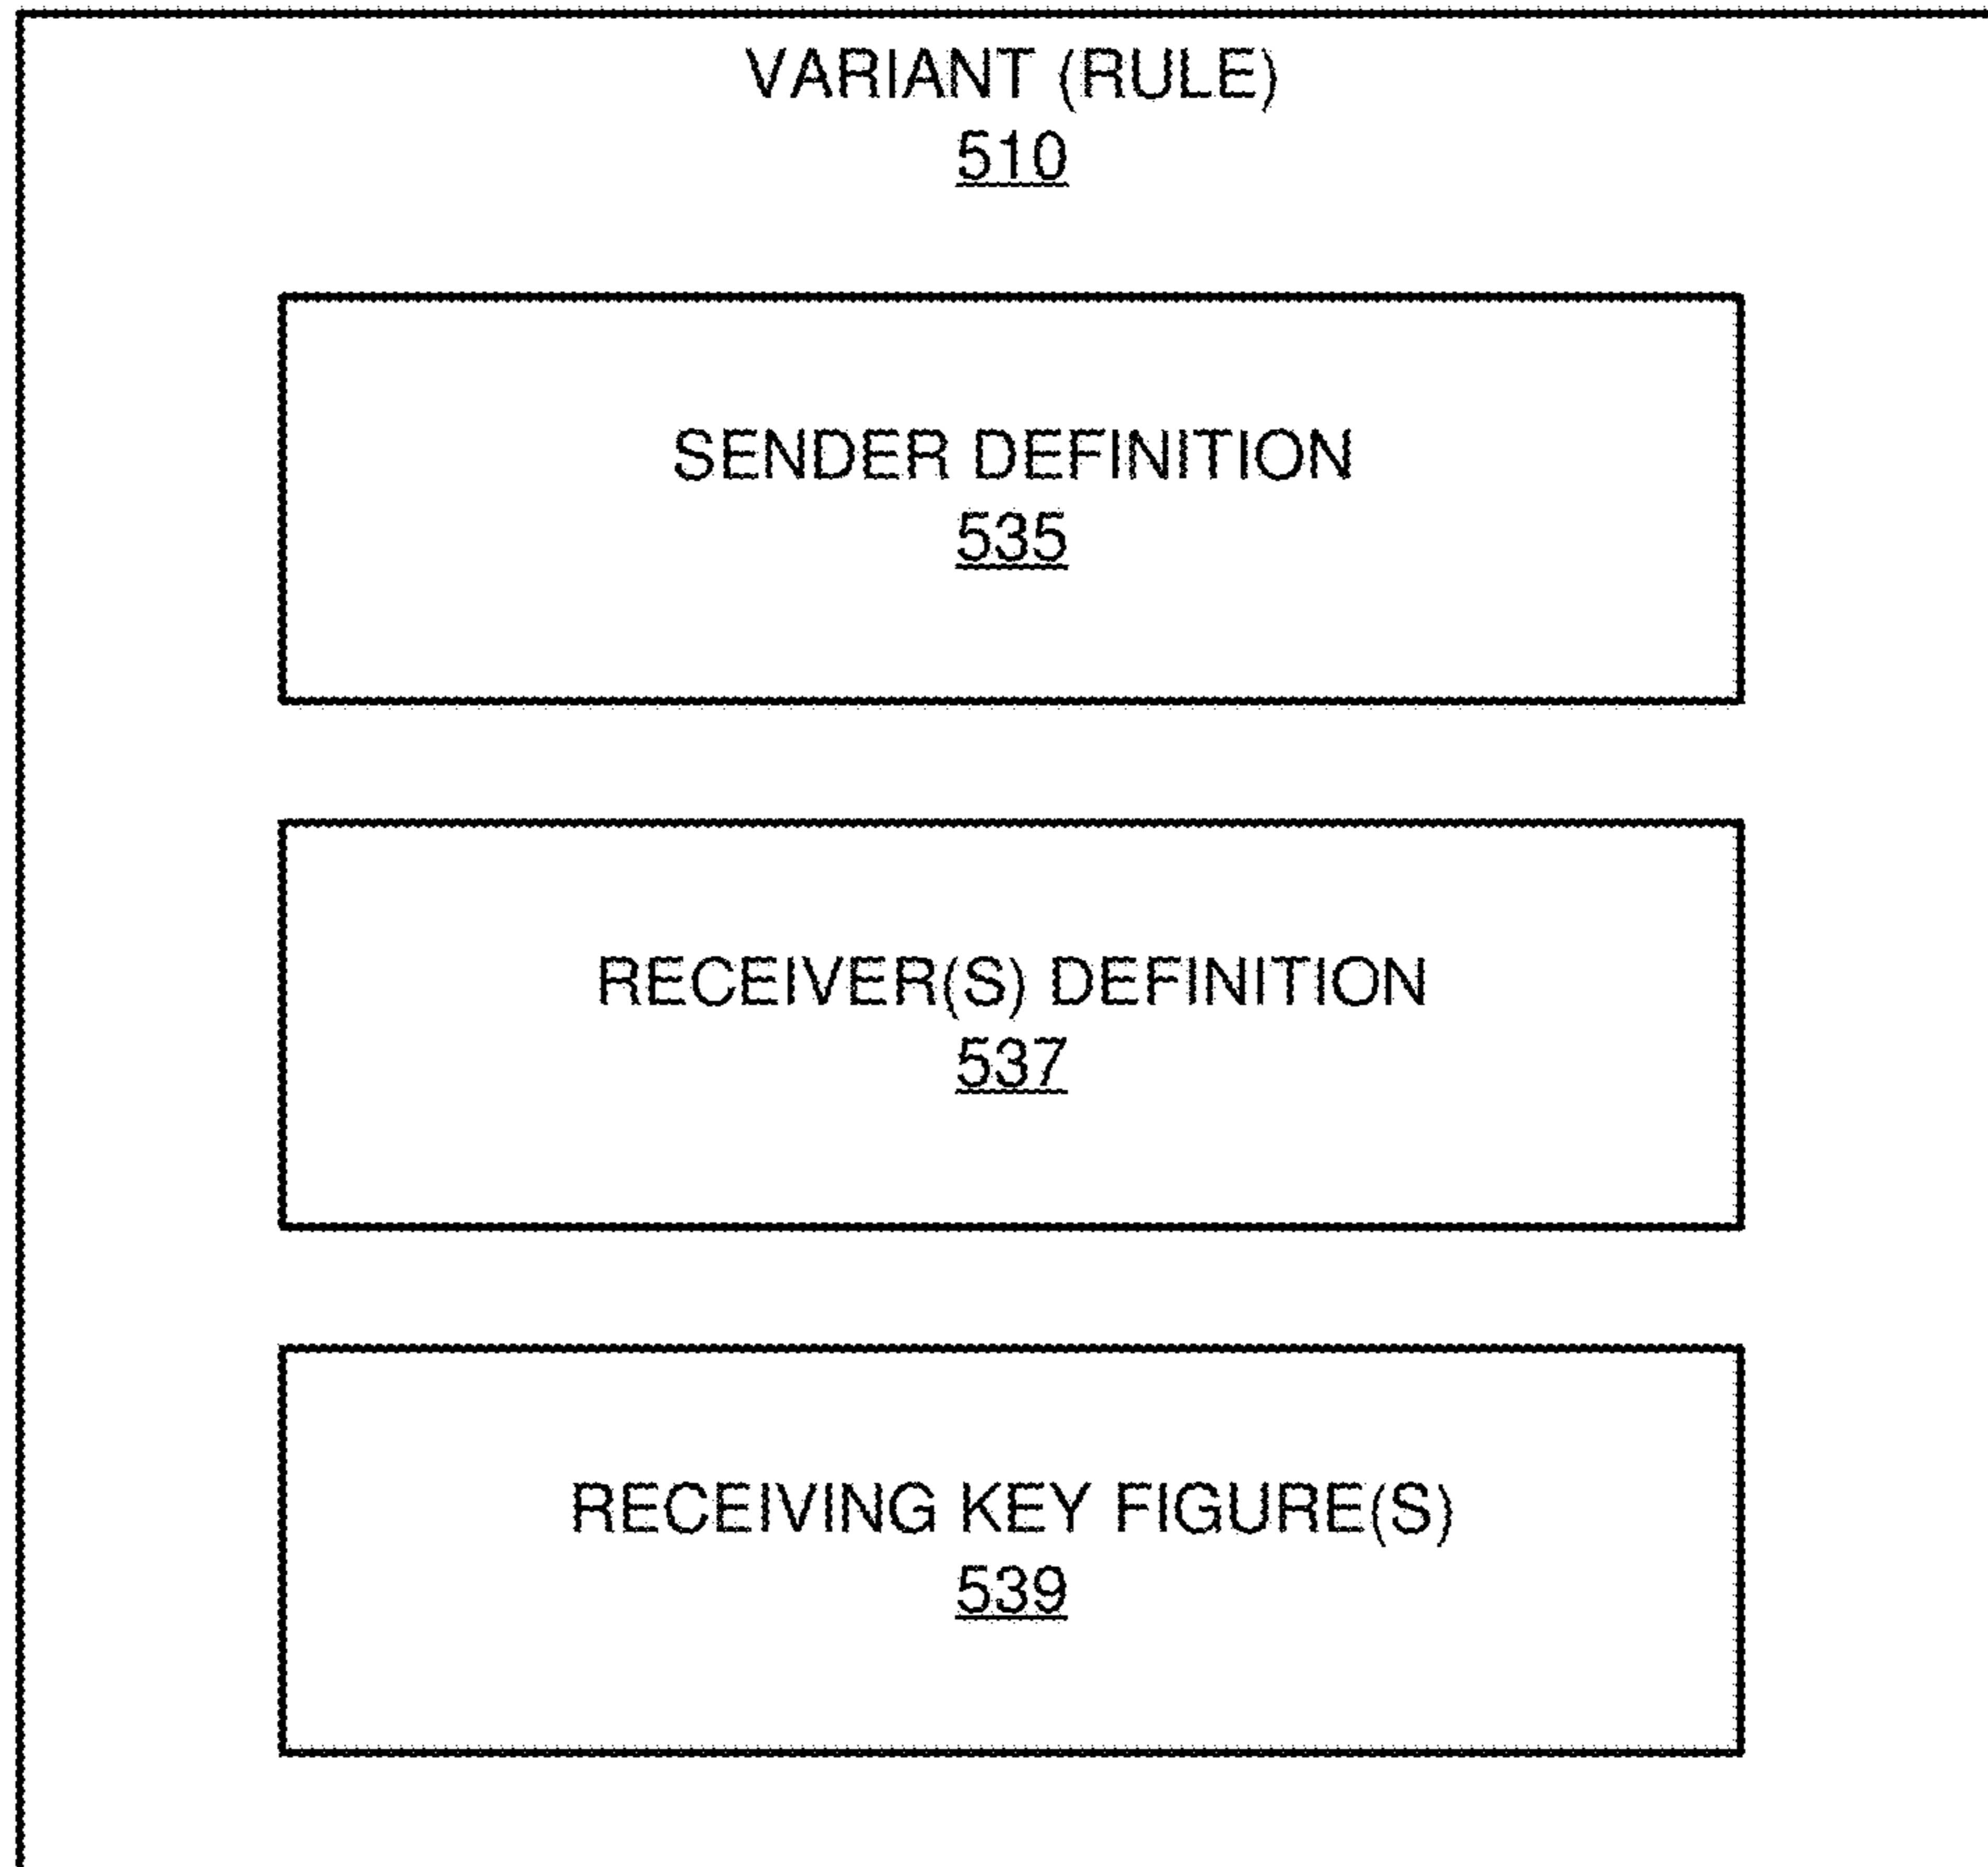 VARIANT (RULE)
510
SENDER DEFINITION
535
RECEIVER(S) DEFINITION
537
RECEIVING KEY FIGURE(S)
539